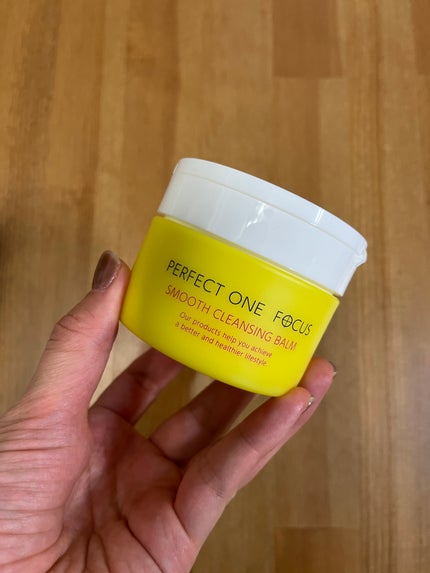 PERFECT ONE FOCUS
SMOOTH CLEANSING BALM
Our products help you achieve
a better and healthier lifestyle.